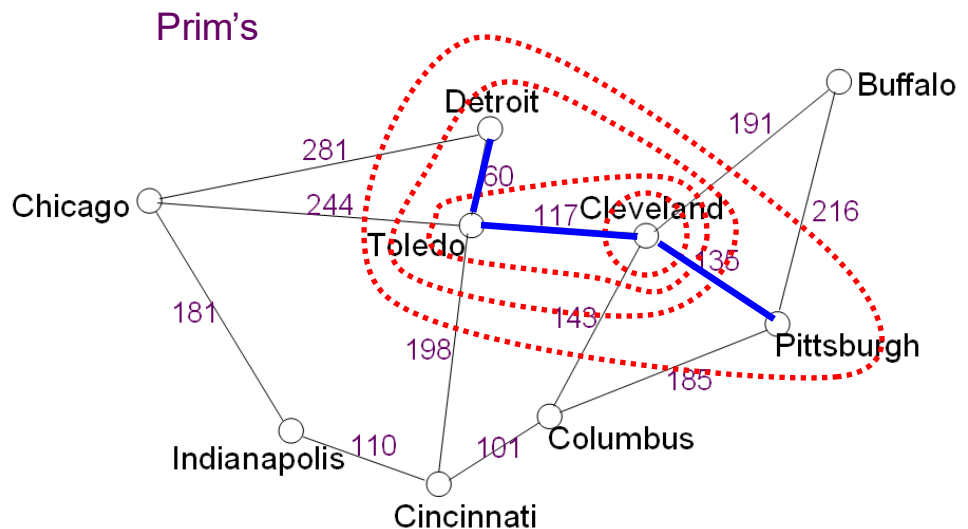 Prim's
Detroit
Buffalo
191
281
60
Chicago
244
117
Cleveland
216
Toledo
135
181
143
198
Pittsburgh
185
Columbus
Indianapolis
110
101
Cincinnati